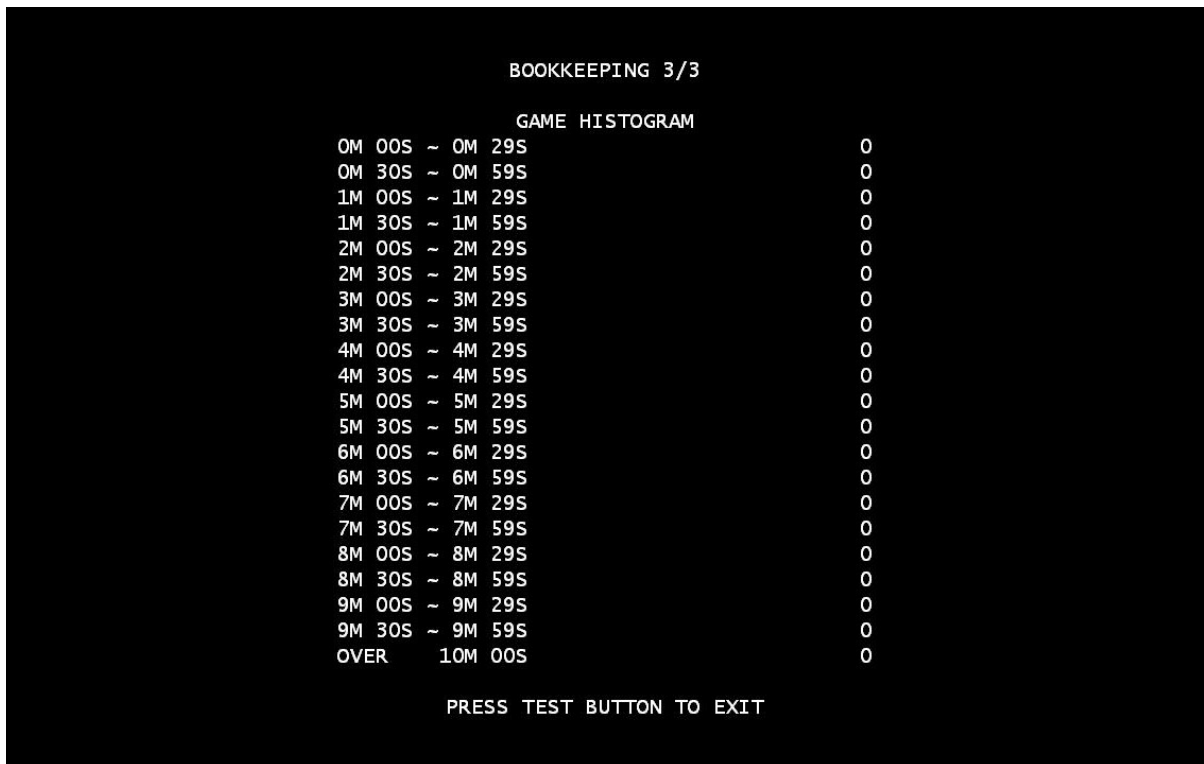 BOOKKEEPING 3/3
GAME HISTOGRAM
0M 00S ~ 0M 29S 0
0M 30S ~ 0M 59S 0
1M 00S ~ 1M 29S 0
1M 30S ~ 1M 59S 0
2M 00S ~ 2M 29S 0
2M 30S ~ 2M 59S 0
3M 00S ~ 3M 29S 0
3M 30S ~ 3M 59S 0
4M 00S ~ 4M 29S 0
4M 30S ~ 4M 59S 0
5M 00S ~ 5M 29S 0
5M 30S ~ 5M 59S 0
6M 00S ~ 6M 29S 0
6M 30S ~ 6M 59S 0
7M 00S ~ 7M 29S 0
7M 30S ~ 7M 59S 0
8M 00S ~ 8M 29S 0
8M 30S ~ 8M 59S 0
9M 00S ~ 9M 29S 0
9M 30S ~ 9M 59S 0
OVER 10M 00S 0
PRESS TEST BUTTON TO EXIT